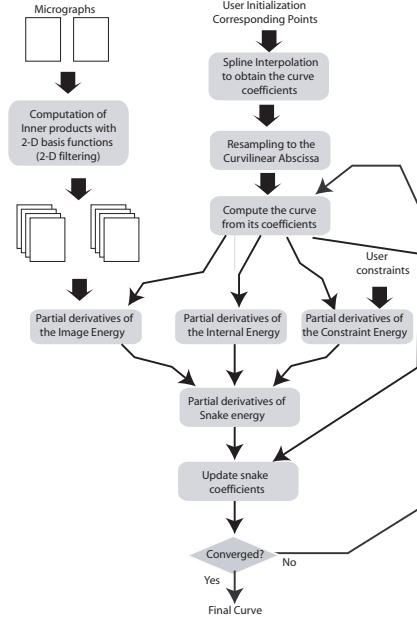 Micrographs
User Initialization
Corresponding Points
Computation of
Inner products with
2-D basis functions
(2-D filtering)
Spline Interpolation
to obtain the curve
coefficients
Resampling to the
Curvilinear Abscissa
Compute the curve
from its coefficients
User
constraints
Partial derivatives of
the Image Energy
Partial derivatives of
the Internal Energy
Partial derivatives of
the Constraint Energy
Partial derivatives of
Snake energy
Update snake
coefficients
Converged?
No
Yes
Final Curve